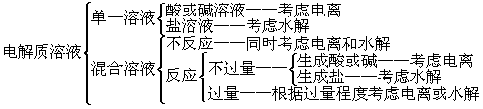 电解质溶液
单一溶液
酸或碱溶液——考虑电离
盐溶液——考虑水解
混合溶液
不反应——同时考虑电离和水解
反应
不过量——
生成酸或碱——考虑电离
生成盐——考虑水解
过量——根据过量程度考虑电离或水解